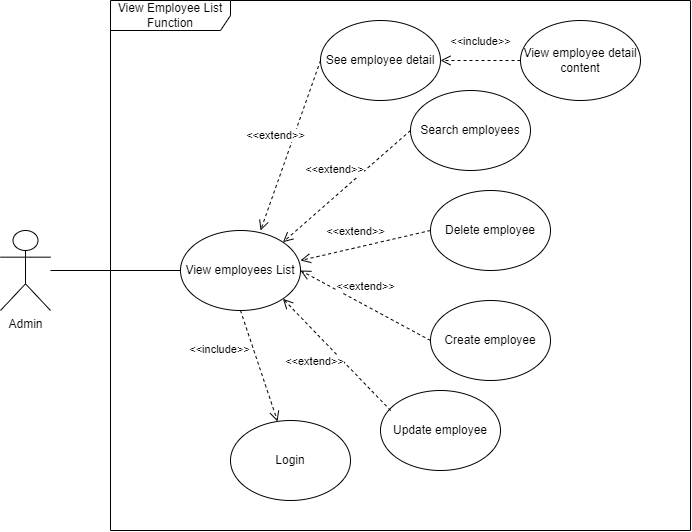 View Employee List
Function
See employee detail
<<include>>
View employee detail
content
Search employees
<<extend>>
<<extend>>
Delete employee
<<extend>>
View employees List
Admin
<<extend>>
Create employee
<<include>>
<<extend>>
Update employee
Login